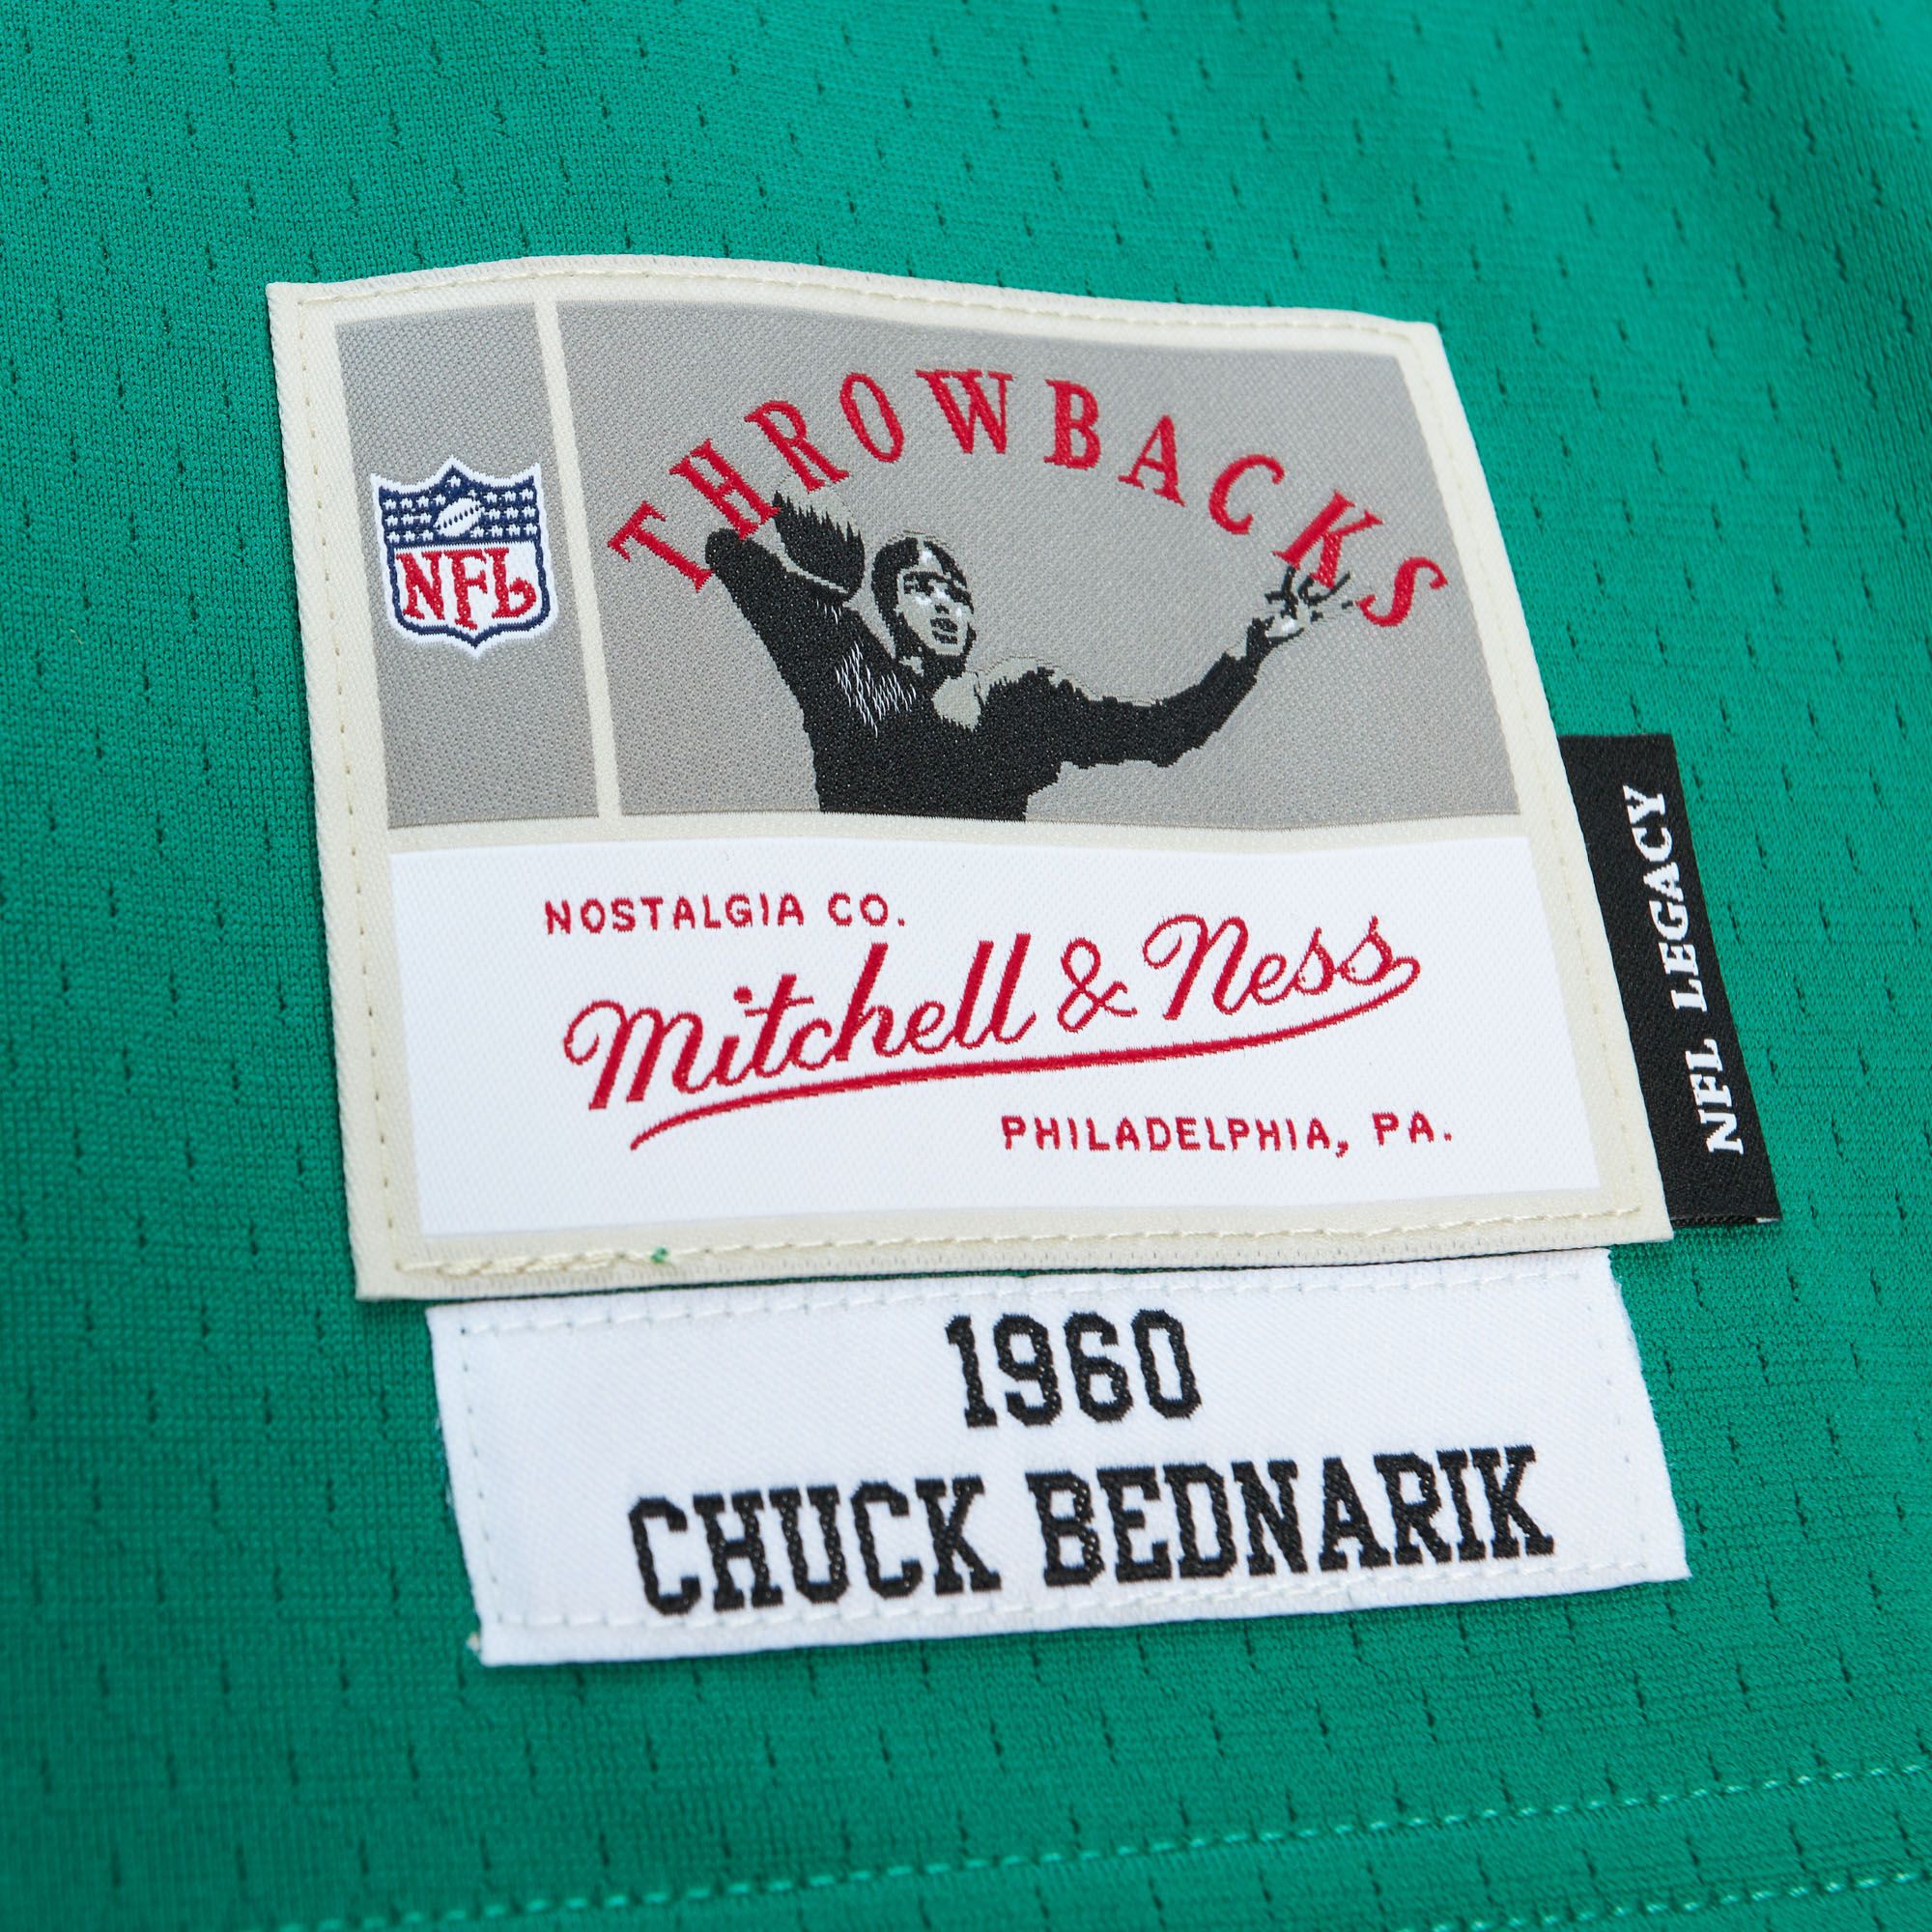 THROWBACKS
NFL
NOSTALGIA CO.
Mitchell & Ness
PHILADELPHIA, PA.
NFL LEGACY
1960
CHUCK BEDNARIK